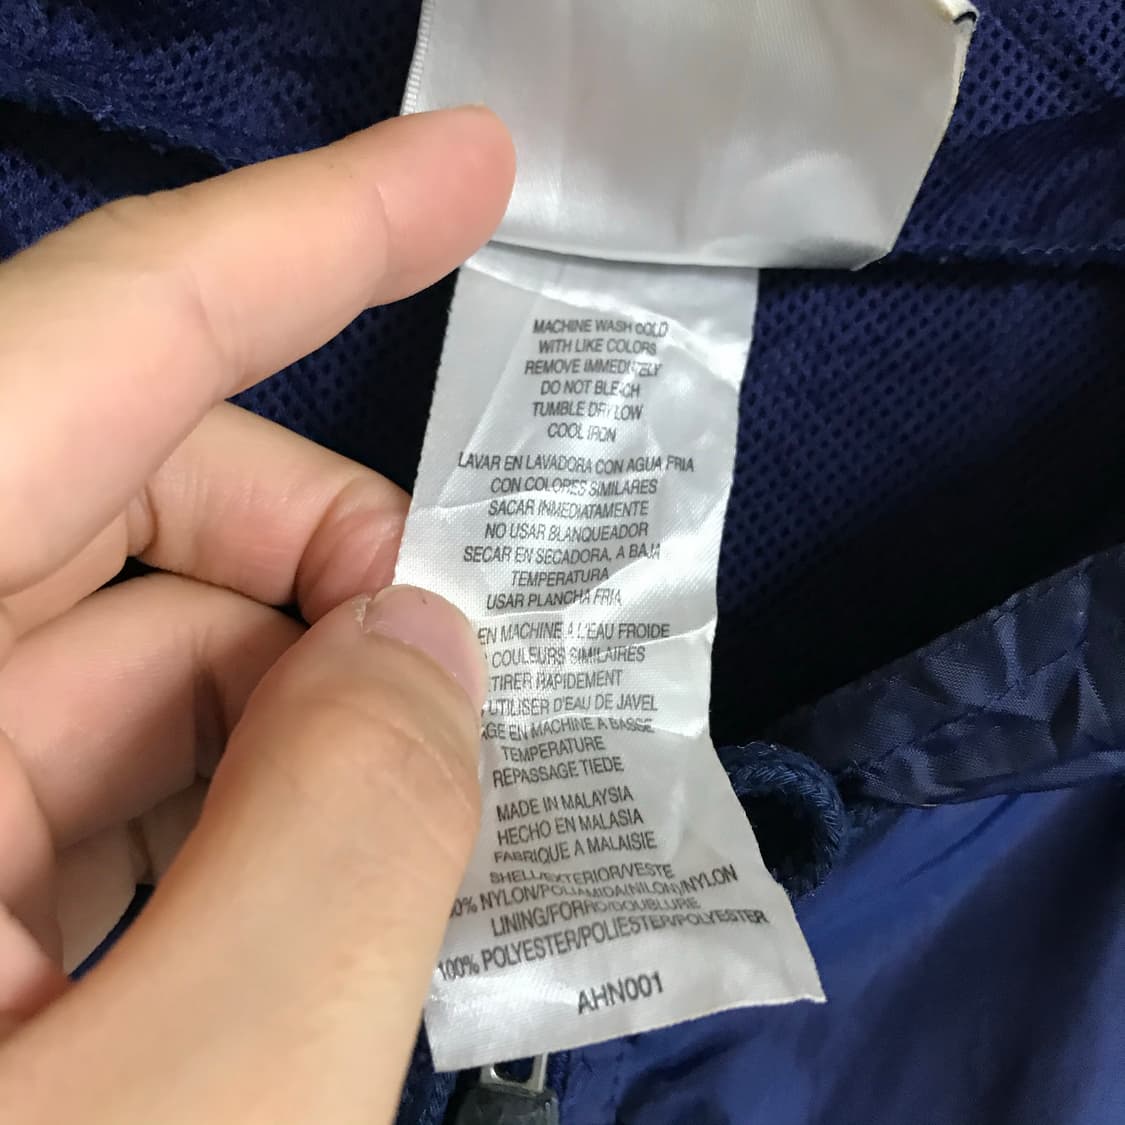 MACHINE WASH COLD
WITH LIKE COLORS
REMOVE IMMEDIATELY
DO NOT BLEACH
TUMBLE DRY LOW
COOL IRON
LAVAR EN LAVADORA CON AGUA FRIA
CON COLORES SIMILARES
SACAR INMEDIATAMENTE
NO USAR BLANQUEADOR
SECAR EN SECADORA, A BAJA
TEMPERATURA
USAR PLANCHA FRIA
EN MACHINE A L'EAU FROIDE
COULEURS SIMILAIRES
TIRER RAPIDEMENT
UTILISER D'EAU DE JAVEL
AGE EN MACHINE A BASSE
TEMPERATURE
REPASSAGE TIEDE
MADE IN MALAYSIA
HECHO EN MALASIA
FABRIQUE A MALAISIE
SHELL/EXTERIOR/VESTE
0% NYLON/POLIAMIDA(NILON)/NYLON
LINING/FORRO/DOUBLURE
100% POLYESTER/POLIESTER/POLYESTER
AHN001